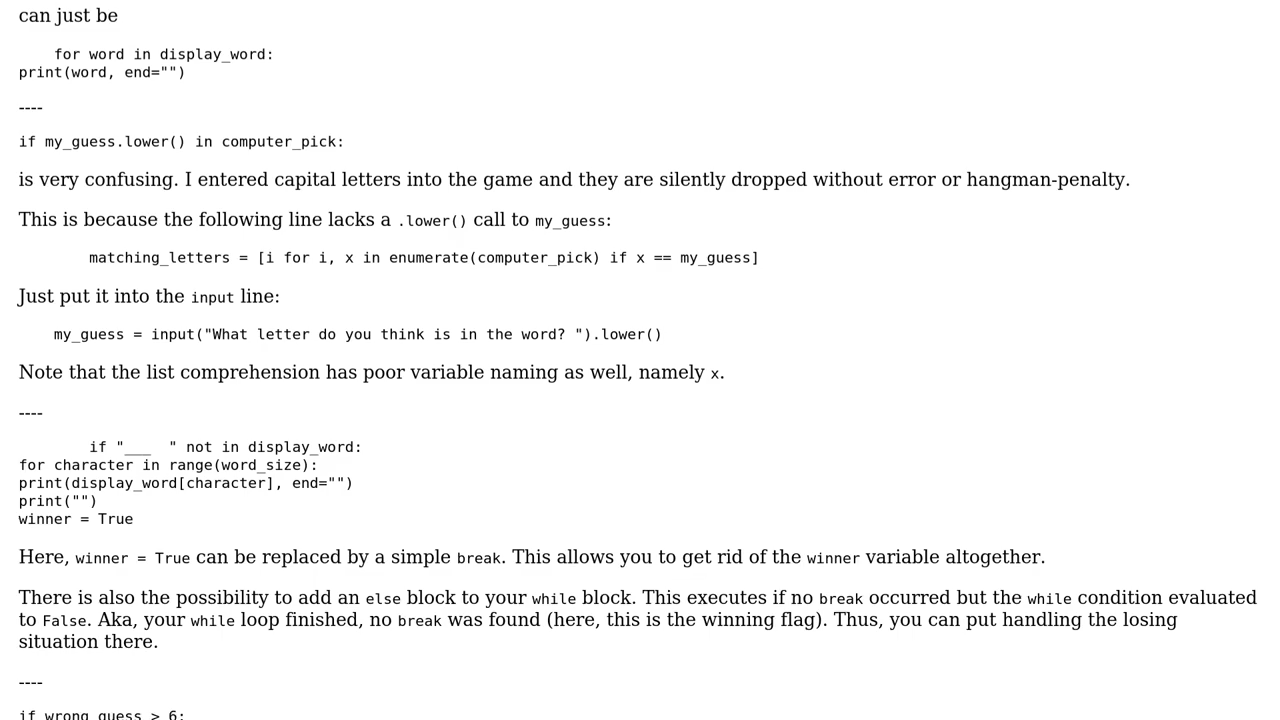 can just be
for word in display_word:
print(word, end="")
----
if my_guess.lower() in computer_pick:
is very confusing. I entered capital letters into the game and they are silently dropped without error or hangman-penalty.
This is because the following line lacks a .lower() call to my_guess:
matching_letters = [i for i, x in enumerate(computer_pick) if x == my_guess]
Just put it into the input line:
my_guess = input("What letter do you think is in the word? ").lower()
Note that the list comprehension has poor variable naming as well, namely x.
----
if "___  " not in display_word:
for character in range(word_size):
print(display_word[character], end="")
print("")
winner = True
Here, winner = True can be replaced by a simple break. This allows you to get rid of the winner variable altogether.
There is also the possibility to add an else block to your while block. This executes if no break occurred but the while condition evaluated
to False. Aka, your while loop finished, no break was found (here, this is the winning flag). Thus, you can put handling the losing
situation there.
----
if wrong_guess > 6: